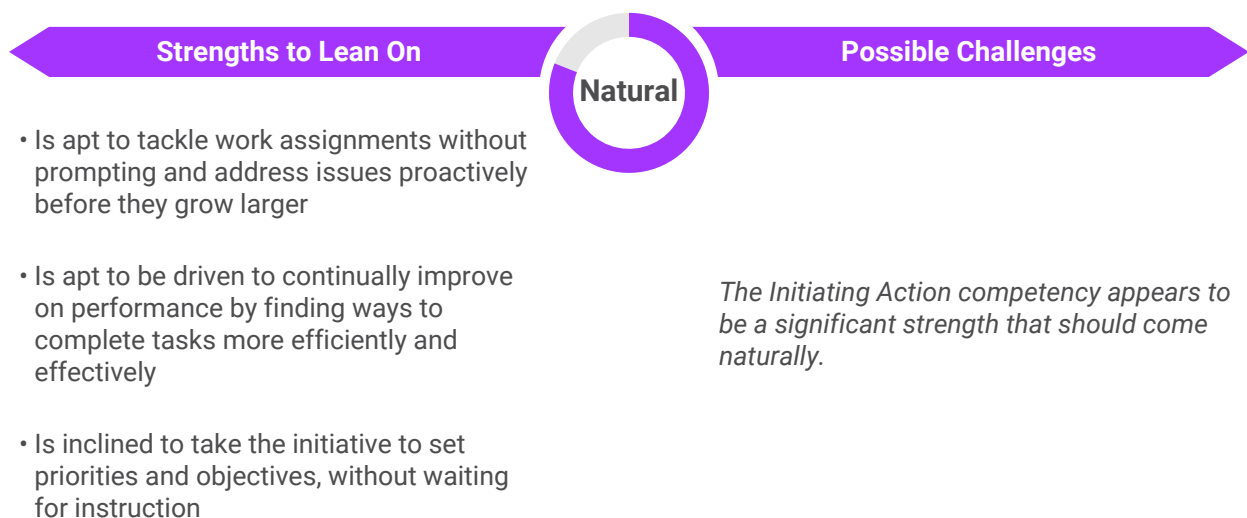 Strengths to Lean On
Natural
Possible Challenges
• Is apt to tackle work assignments without
prompting and address issues proactively
before they grow larger
• Is apt to be driven to continually improve
on performance by finding ways to
complete tasks more efficiently and
effectively
• Is inclined to take the initiative to set
priorities and objectives, without waiting
for instruction
The Initiating Action competency appears to
be a significant strength that should come
naturally.